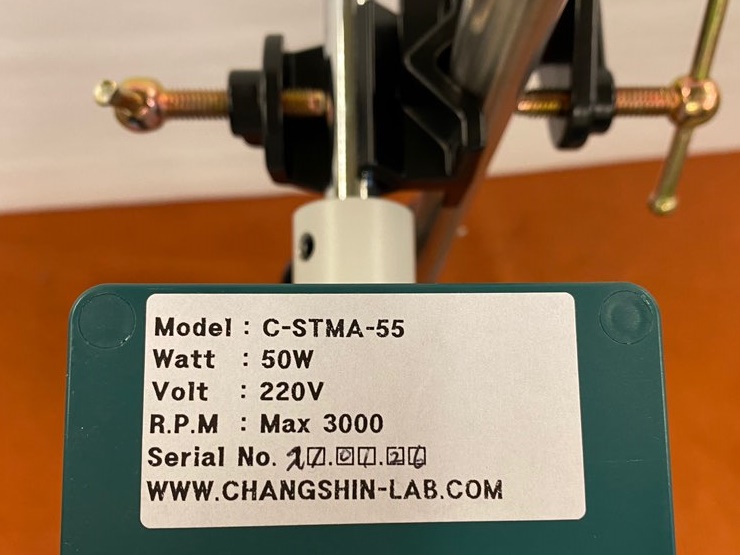 Model : C-STMA-55
Watt : 50W
Volt : 220V
R.P.M : Max 3000
Serial No.
WWW.CHANGSHIN-LAB.COM